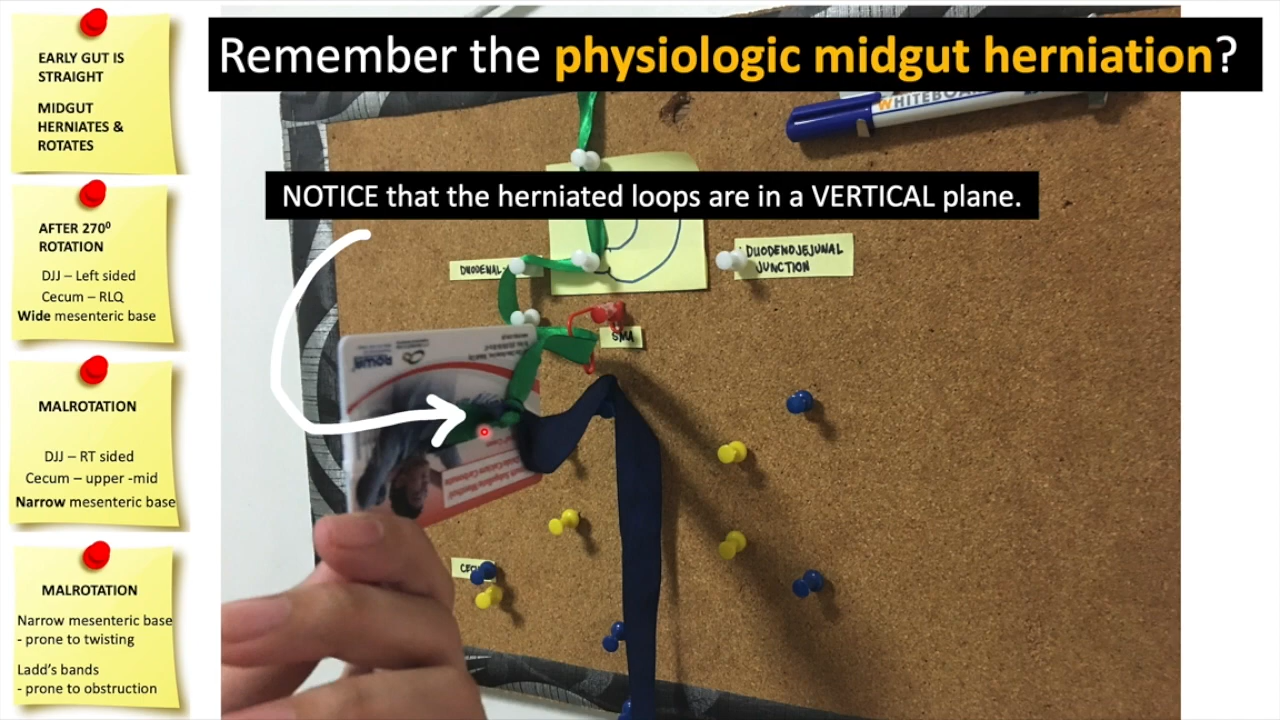 Remember the physiologic midgut herniation?
NOTICE that the herniated loops are in a VERTICAL plane.
EARLY GUT IS
STRAIGHT
MIDGUT
HERNIATES &
ROTATES
AFTER 270⁰
ROTATION
DJJ – Left sided
Cecum – RLQ
Wide mesenteric base
MALROTATION
DJJ – RT sided
Cecum – upper -mid
Narrow mesenteric base
MALROTATION
Narrow mesenteric base
- prone to twisting
Ladd's bands
- prone to obstruction
WHITEBOA
DUODENAL
DUODENOJEJUNAL
JUNCTION
SMA